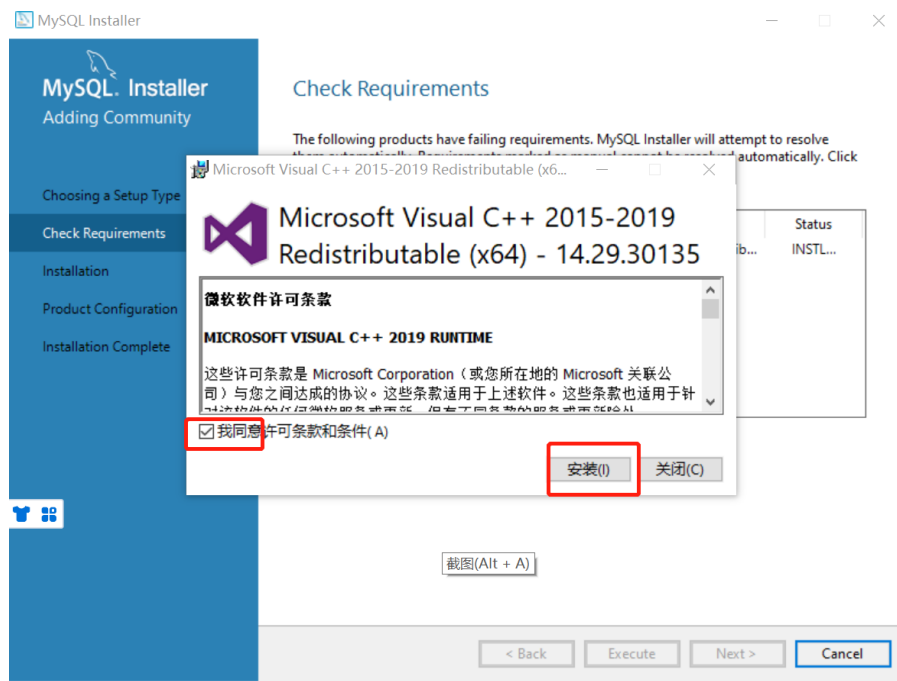 MySQL Installer
MySQL. Installer
Adding Community
Choosing a Setup Type
Check Requirements
Installation
Product Configuration
Installation Complete
Check Requirements
The following products have failing requirements. MySQL Installer will attempt to resolve
automatically. Click
Status
INSTL...
Microsoft Visual C++ 2015-2019 Redistributable (x6...
Microsoft Visual C++ 2015-2019
Redistributable (x64) - 14.29.30135
微软软件许可条款
MICROSOFT VISUAL C++ 2019 RUNTIME
这些许可条款是 Microsoft Corporation（或您所在地的 Microsoft 关联公
司）与您之间达成的协议。这些条款适用于上述软件。这些条款也适用于针
我同意许可条款和条件(A)
安装(I)
关闭(C)
截图(Alt + A)
< Back
Execute
Next >
Cancel